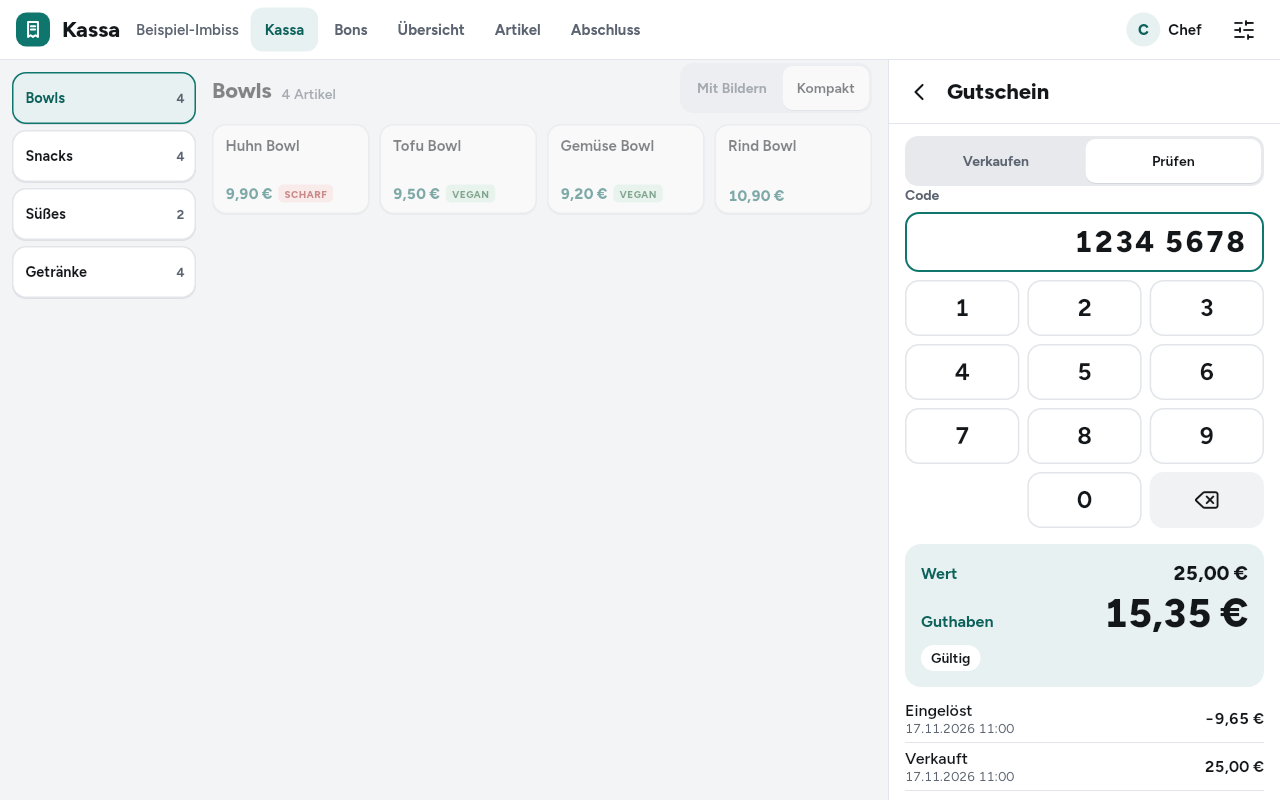 Kassa
Beispiel-Imbiss
Kassa
Bons
Übersicht
Artikel
Abschluss
C
Chef
Bowls 4
Snacks 4
Süßes 2
Getränke 4
Bowls 4 Artikel
Mit Bildern
Kompakt
Huhn Bowl
9,90 € SCHARF
Tofu Bowl
9,50 € VEGAN
Gemüse Bowl
9,20 € VEGAN
Rind Bowl
10,90 €
Gutschein
Verkaufen
Prüfen
Code
1234 5678
1 2 3
4 5 6
7 8 9
0
Wert 25,00 €
Guthaben 15,35 €
Gültig
Eingelöst
17.11.2026 11:00
−9,65 €
Verkauft
17.11.2026 11:00
25,00 €